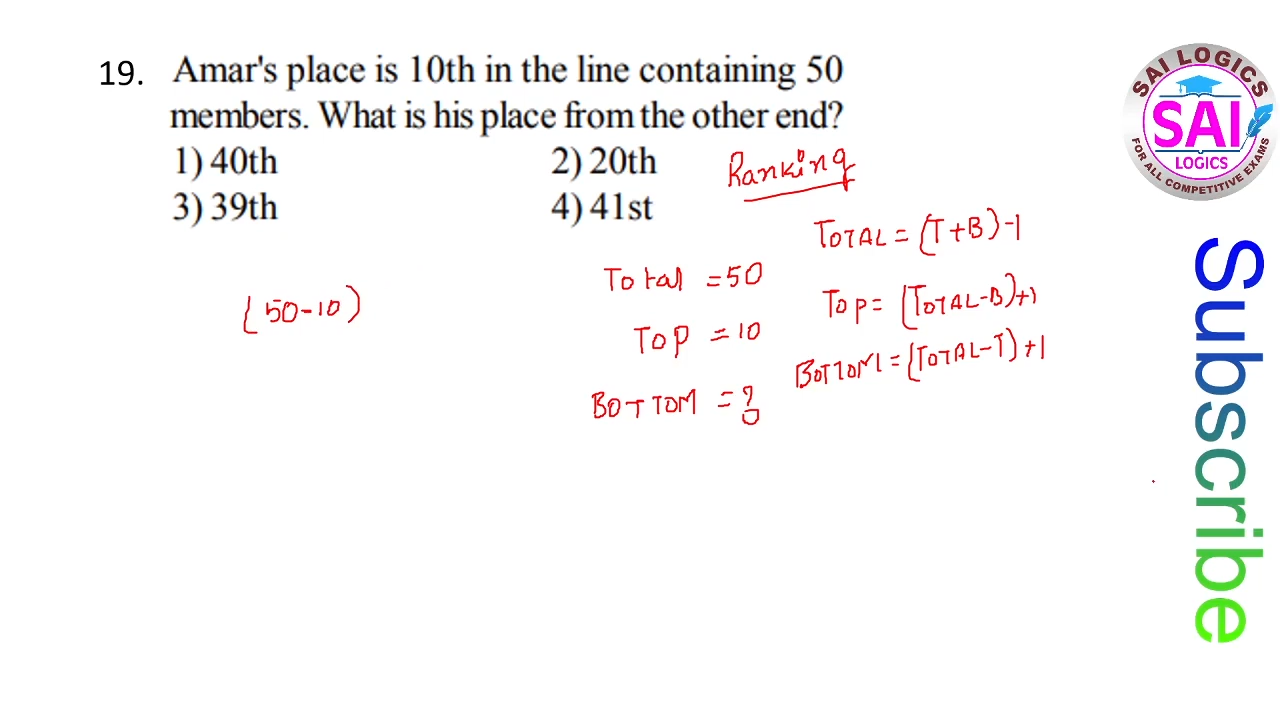 19. Amar's place is 10th in the line containing 50
members. What is his place from the other end?
1) 40th 2) 20th
3) 39th 4) 41st
Ranking
TOTAL = (T+B)-1
Total = 50
TOP = (TOTAL-B)+1
(50-10)
TOP = 10
BOTTOM = (TOTAL-T)+1
BOTTOM = ?
SAI LOGICS
SAI
LOGICS
FOR ALL COMPETITIVE EXAMS
Subscribe